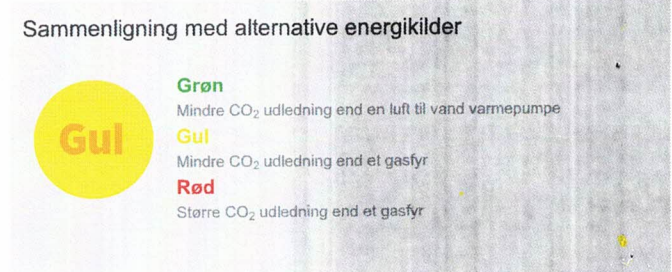 Sammenligning med alternative energikilder
Grøn
Mindre CO₂ udledning end en luft til vand varmepumpe
Gul
Gul
Mindre CO₂ udledning end et gasfyr
Rød
Større CO₂ udledning end et gasfyr